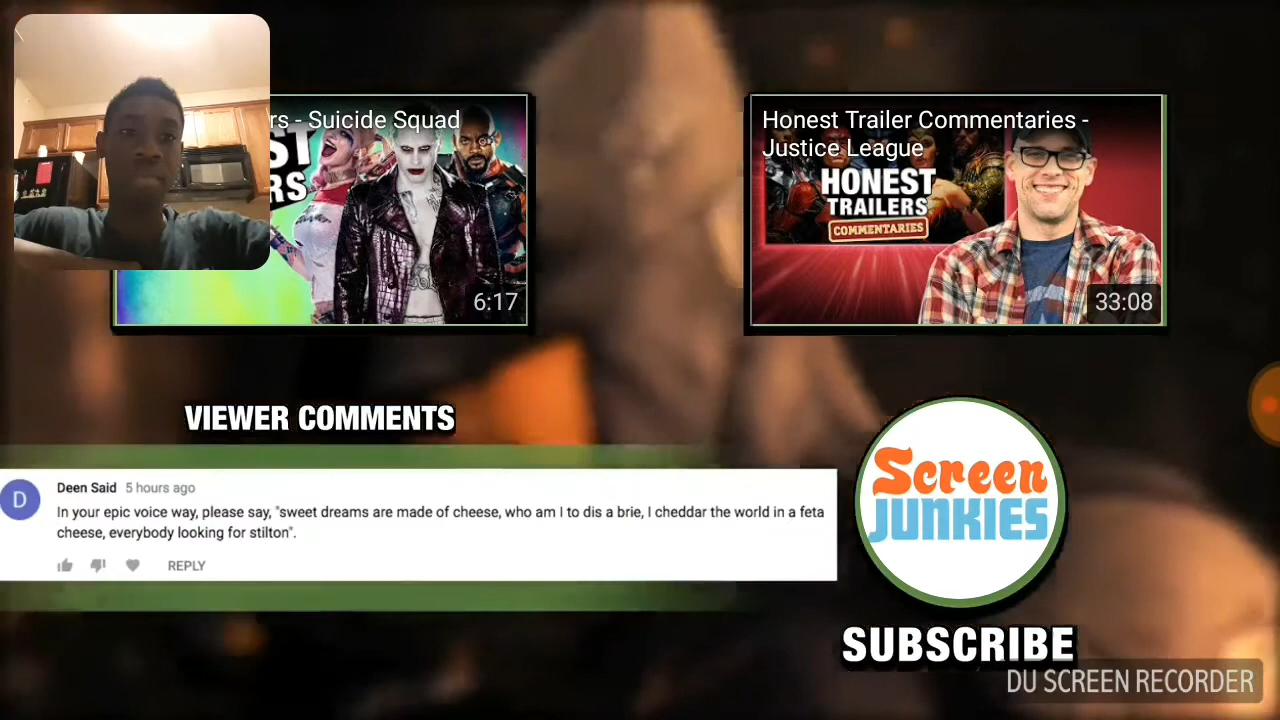 rs - Suicide Squad
ST
RS
6:17
Honest Trailer Commentaries -
Justice League
HONEST
TRAILERS
COMMENTARIES
33:08
VIEWER COMMENTS
D
Deen Said 5 hours ago
In your epic voice way, please say, "sweet dreams are made of cheese, who am I to dis a brie, I cheddar the world in a feta
cheese, everybody looking for stilton".
REPLY
Screen
JUNKIES
SUBSCRIBE
DU SCREEN RECORDER